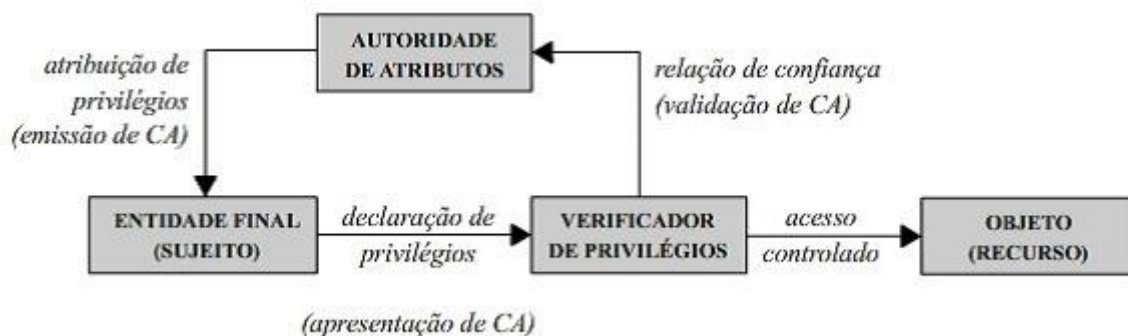 AUTORIDADE
DE ATRIBUTOS
atribuição de
privilégios
(emissão de CA)
relação de confiança
(validação de CA)
ENTIDADE FINAL
(SUJEITO)
declaração de
privilégios
VERIFICADOR
DE PRIVILÉGIOS
acesso
controlado
OBJETO
(RECURSO)
(apresentação de CA)